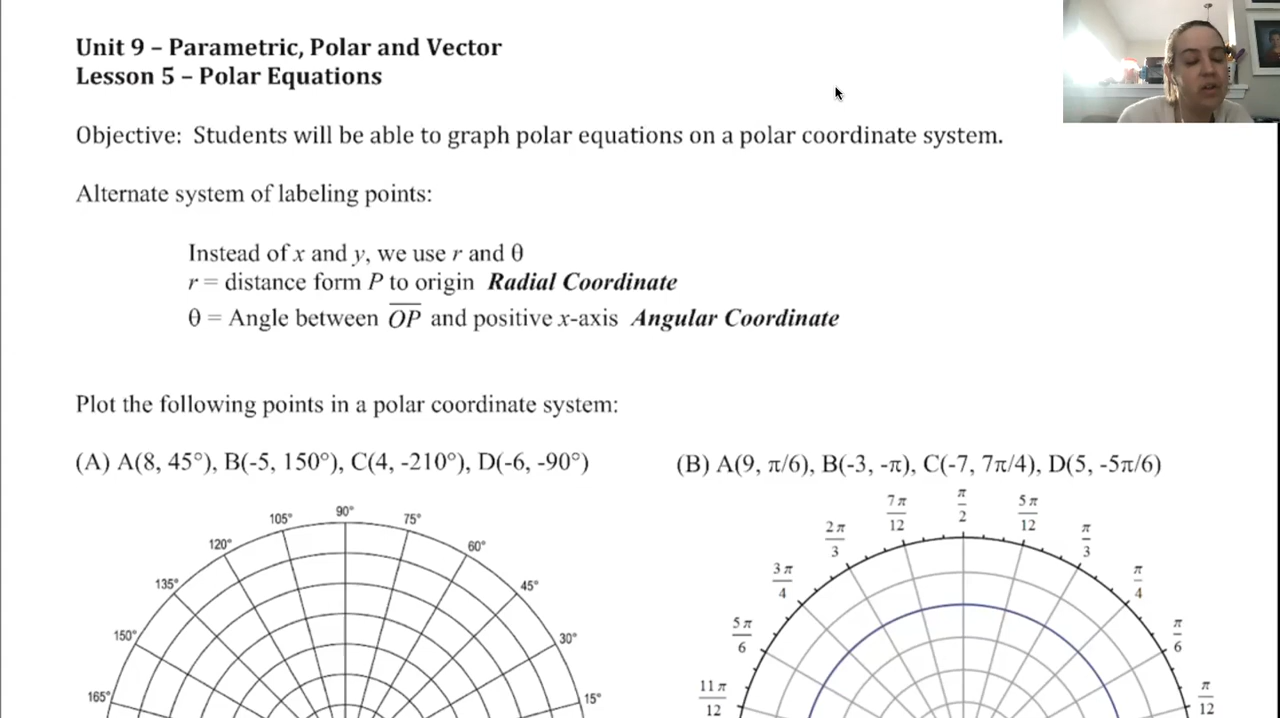 Unit 9 – Parametric, Polar and Vector
Lesson 5 – Polar Equations
Objective: Students will be able to graph polar equations on a polar coordinate system.
Alternate system of labeling points:
Instead of x and y, we use r and θ
r = distance form P to origin Radial Coordinate
θ = Angle between O̅P̅ and positive x-axis Angular Coordinate
Plot the following points in a polar coordinate system:
(A) A(8, 45°), B(-5, 150°), C(4, -210°), D(-6, -90°)
(B) A(9, π/6), B(-3, -π), C(-7, 7π/4), D(5, -5π/6)
105° 90° 75°
120° 60°
135° 45°
150° 30°
165° 15°
7π/12 π/2 5π/12
2π/3 π/3
3π/4 π/4
5π/6 π/6
11π/12 π/12